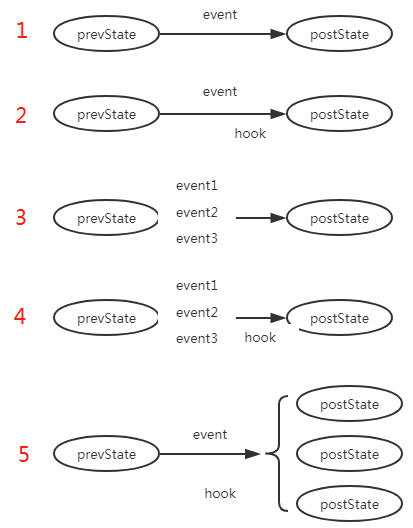 event
1 prevState postState
event
2 prevState postState
hook
event1
3 prevState event2 postState
event3
event1
4 prevState event2 postState
event3 hook
postState
event
5 prevState postState
hook
postState